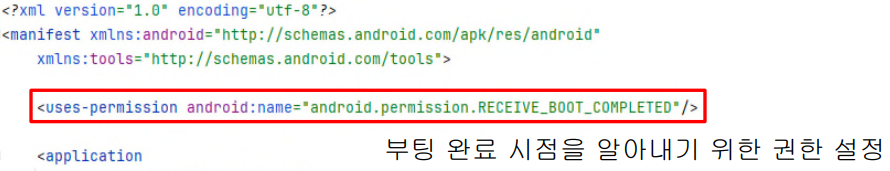 <?xml version="1.0" encoding="utf-8"?>
<manifest xmlns:android="http://schemas.android.com/apk/res/android"
    xmlns:tools="http://schemas.android.com/tools">
    <uses-permission android:name="android.permission.RECEIVE_BOOT_COMPLETED"/>
부팅 완료 시점을 알아내기 위한 권한 설정
    <application